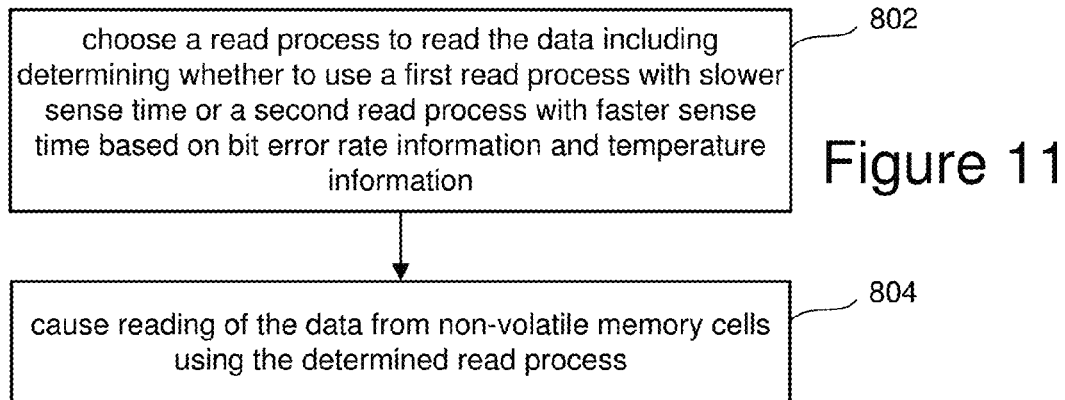 802
choose a read process to read the data including
determining whether to use a first read process with slower
sense time or a second read process with faster sense
time based on bit error rate information and temperature
information
Figure 11
804
cause reading of the data from non-volatile memory cells
using the determined read process